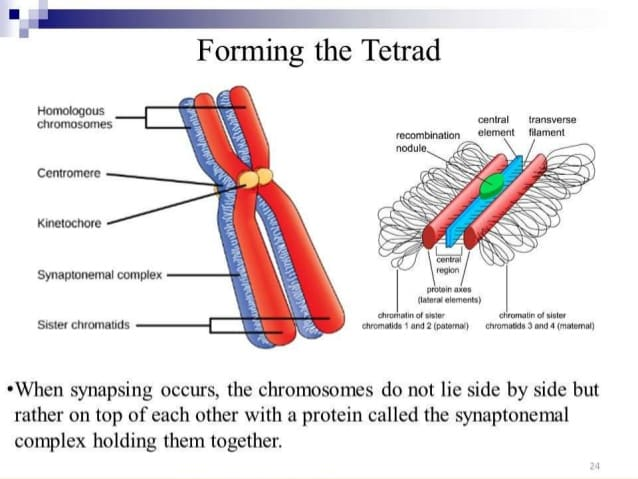 Forming the Tetrad
Homologous
chromosomes
Centromere
Kinetochore
Synaptonemal complex
Sister chromatids
central
element
transverse
filament
recombination
nodule
central
region
protein axes
(lateral elements)
chromatin of sister
chromatids 1 and 2 (paternal)
chromatin of sister
chromatids 3 and 4 (maternal)
•When synapsing occurs, the chromosomes do not lie side by side but
rather on top of each other with a protein called the synaptonemal
complex holding them together.
24